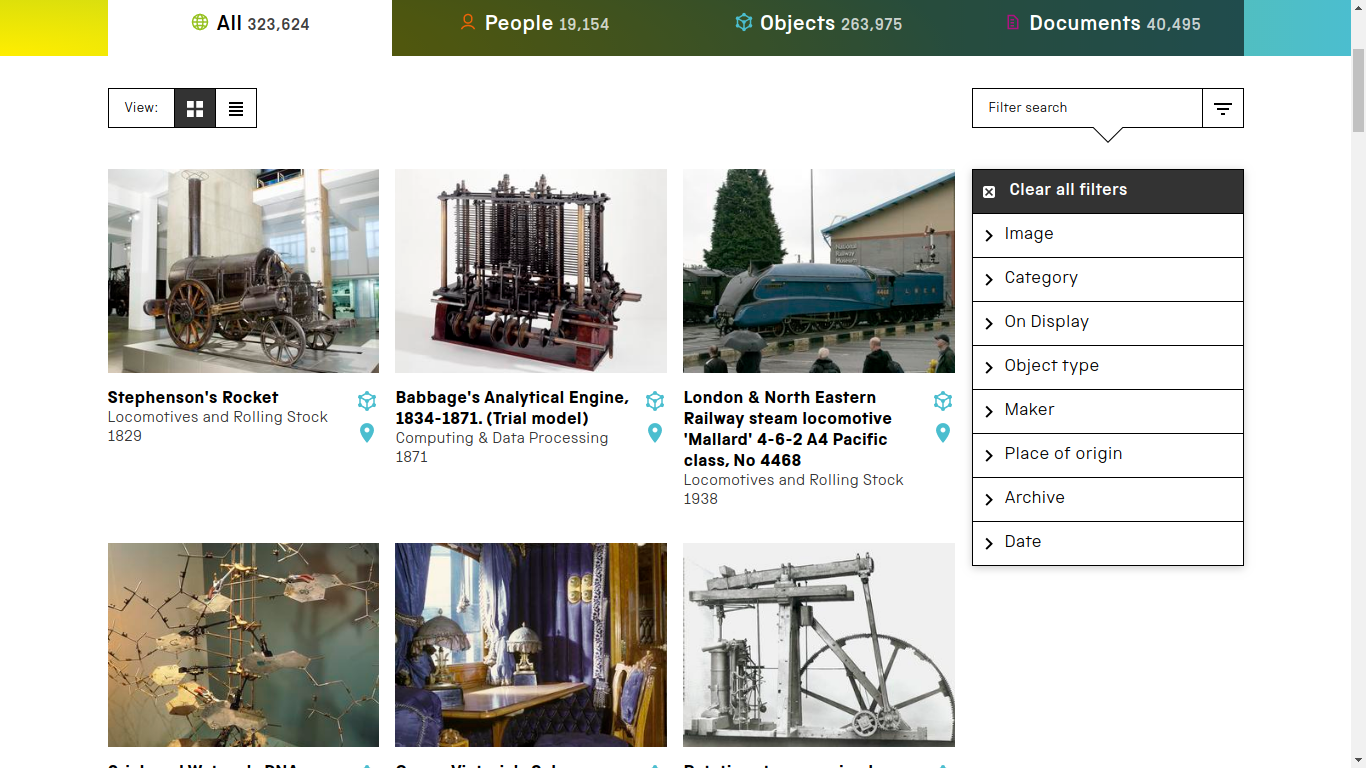 All 323,624
People 19,154
Objects 263,975
Documents 40,495
View:
Filter search
Clear all filters
Image
Category
On Display
Object type
Maker
Place of origin
Archive
Date
Stephenson's Rocket
Locomotives and Rolling Stock
1829
Babbage's Analytical Engine,
1834-1871. (Trial model)
Computing & Data Processing
1871
National
Railway
Museum
London & North Eastern
Railway steam locomotive
'Mallard' 4-6-2 A4 Pacific
class, No 4468
Locomotives and Rolling Stock
1938